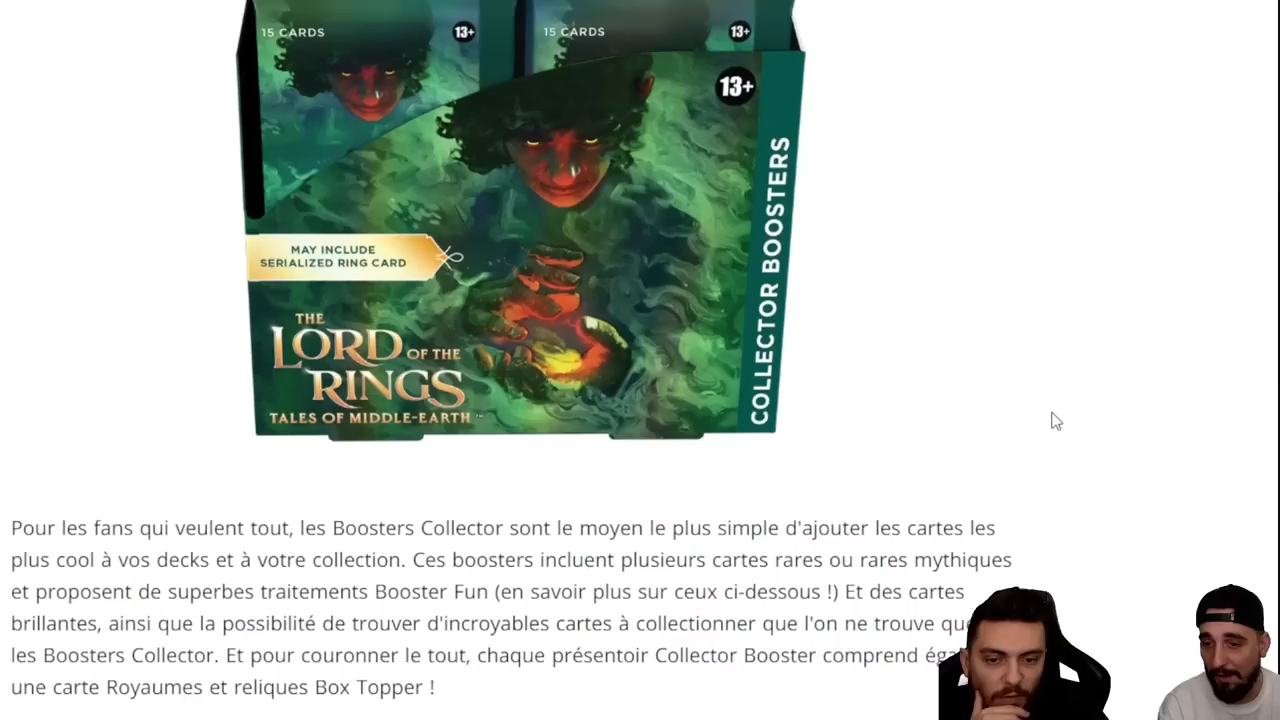 15 CARDS
13+
15 CARDS
13+
13+
COLLECTOR BOOSTERS
MAY INCLUDE
SERIALIZED RING CARD
THE
LORD OF THE
RINGS
TALES OF MIDDLE-EARTH™
Pour les fans qui veulent tout, les Boosters Collector sont le moyen le plus simple d'ajouter les cartes les
plus cool à vos decks et à votre collection. Ces boosters incluent plusieurs cartes rares ou rares mythiques
et proposent de superbes traitements Booster Fun (en savoir plus sur ceux ci-dessous !) Et des cartes
brillantes, ainsi que la possibilité de trouver d'incroyables cartes à collectionner que l'on ne trouve
les Boosters Collector. Et pour couronner le tout, chaque présentoir Collector Booster comprend
une carte Royaumes et reliques Box Topper !